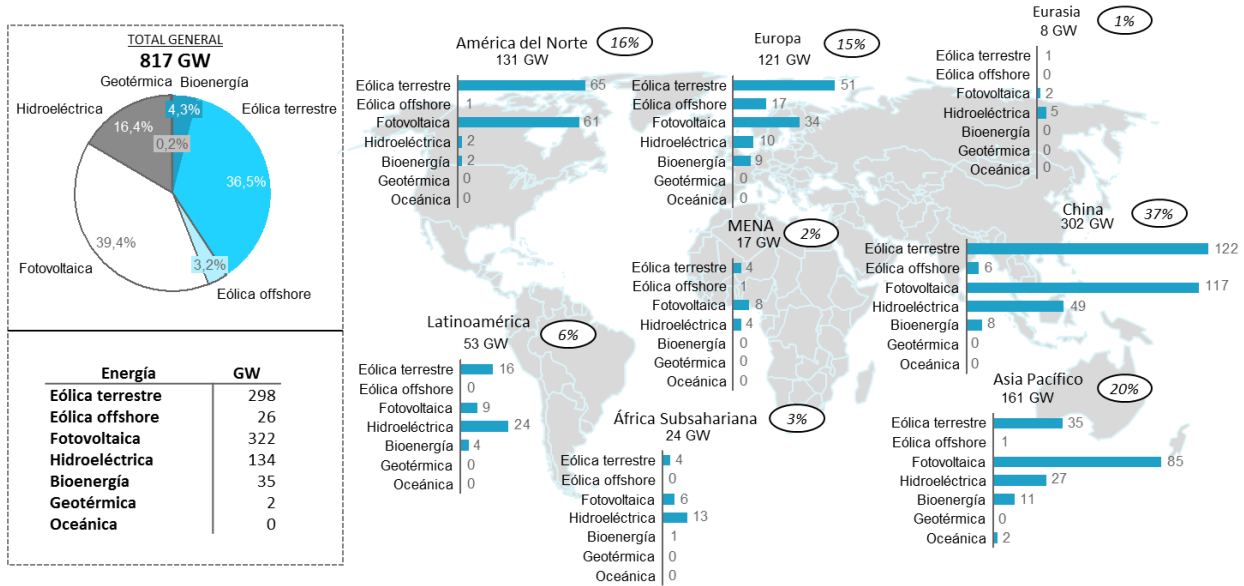 TOTAL GENERAL
817 GW
Geotérmica Bioenergía
Hidroeléctrica
Eólica terrestre
4,3%
16,4%
0,2%
36,5%
39,4%
3,2%
Fotovoltaica
Eólica offshore
Energía GW
Eólica terrestre 298
Eólica offshore 26
Fotovoltaica 322
Hidroeléctrica 134
Bioenergía 35
Geotérmica 2
Oceánica 0
América del Norte 16%
131 GW
Eólica terrestre 65
Eólica offshore 1
Fotovoltaica 61
Hidroeléctrica 2
Bioenergía 2
Geotérmica 0
Oceánica 0
Europa 15%
121 GW
Eólica terrestre 51
Eólica offshore 17
Fotovoltaica 34
Hidroeléctrica 10
Bioenergía 9
Geotérmica 0
Oceánica 0
Eurasia 1%
8 GW
Eólica terrestre 1
Eólica offshore 0
Fotovoltaica 2
Hidroeléctrica 5
Bioenergía 0
Geotérmica 0
Oceánica 0
MENA 2%
17 GW
Eólica terrestre 4
Eólica offshore 1
Fotovoltaica 8
Hidroeléctrica 4
Bioenergía 0
Geotérmica 0
Oceánica 0
China 37%
302 GW
Eólica terrestre 122
Eólica offshore 6
Fotovoltaica 117
Hidroeléctrica 49
Bioenergía 8
Geotérmica 0
Oceánica 0
Latinoamérica 6%
53 GW
Eólica terrestre 16
Eólica offshore 0
Fotovoltaica 9
Hidroeléctrica 24
Bioenergía 4
Geotérmica 0
Oceánica 0
África Subsahariana 3%
24 GW
Eólica terrestre 4
Eólica offshore 0
Fotovoltaica 6
Hidroeléctrica 13
Bioenergía 1
Geotérmica 0
Oceánica 0
Asia Pacífico 20%
161 GW
Eólica terrestre 35
Eólica offshore 1
Fotovoltaica 85
Hidroeléctrica 27
Bioenergía 11
Geotérmica 0
Oceánica 2